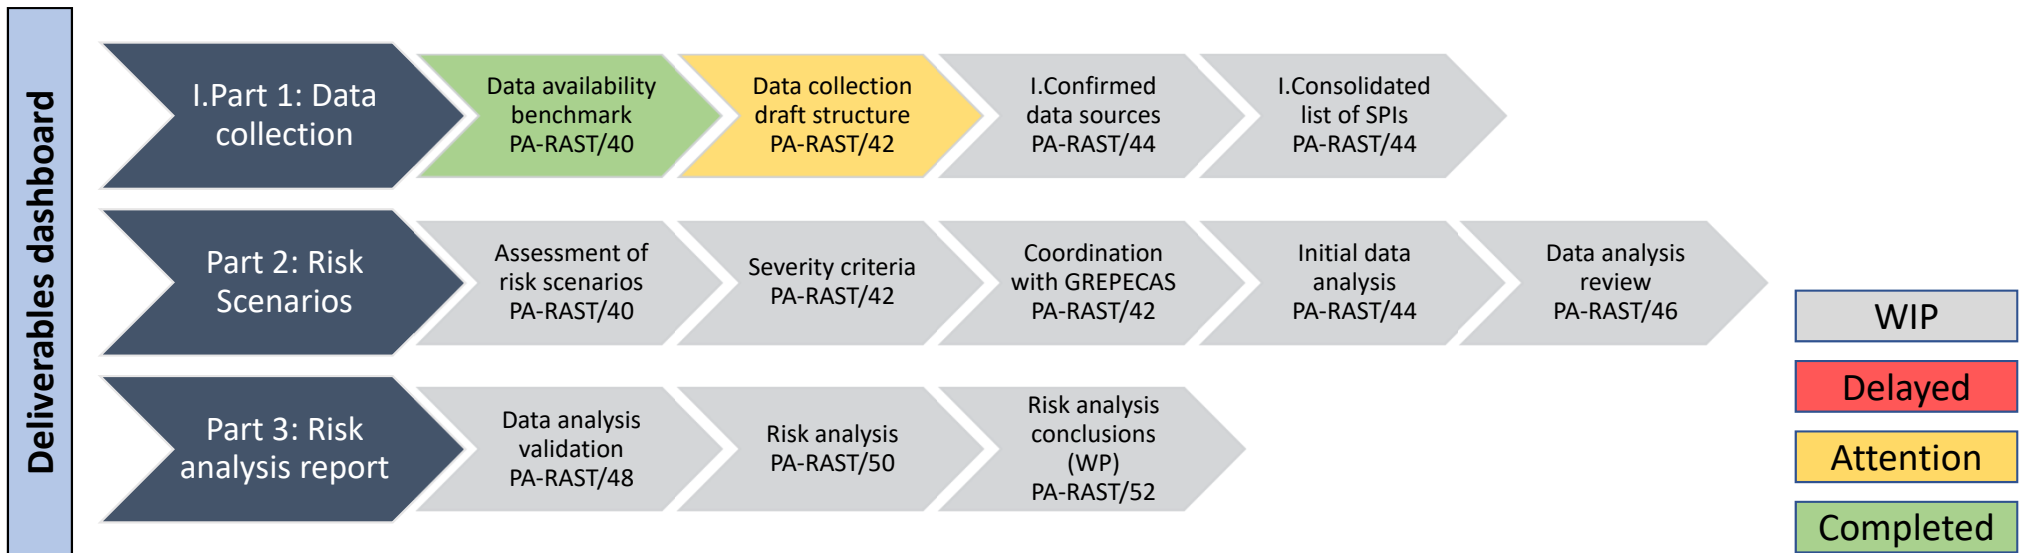 Deliverables dashboard
I.Part 1: Data
collection
Data availability
benchmark
PA-RAST/40
Data collection
draft structure
PA-RAST/42
I.Confirmed
data sources
PA-RAST/44
I.Consolidated
list of SPIs
PA-RAST/44
Part 2: Risk
Scenarios
Assessment of
risk scenarios
PA-RAST/40
Severity criteria
PA-RAST/42
Coordination
with GREPECAS
PA-RAST/42
Initial data
analysis
PA-RAST/44
Data analysis
review
PA-RAST/46
Part 3: Risk
analysis report
Data analysis
validation
PA-RAST/48
Risk analysis
PA-RAST/50
Risk analysis
conclusions
(WP)
PA-RAST/52
WIP
Delayed
Attention
Completed